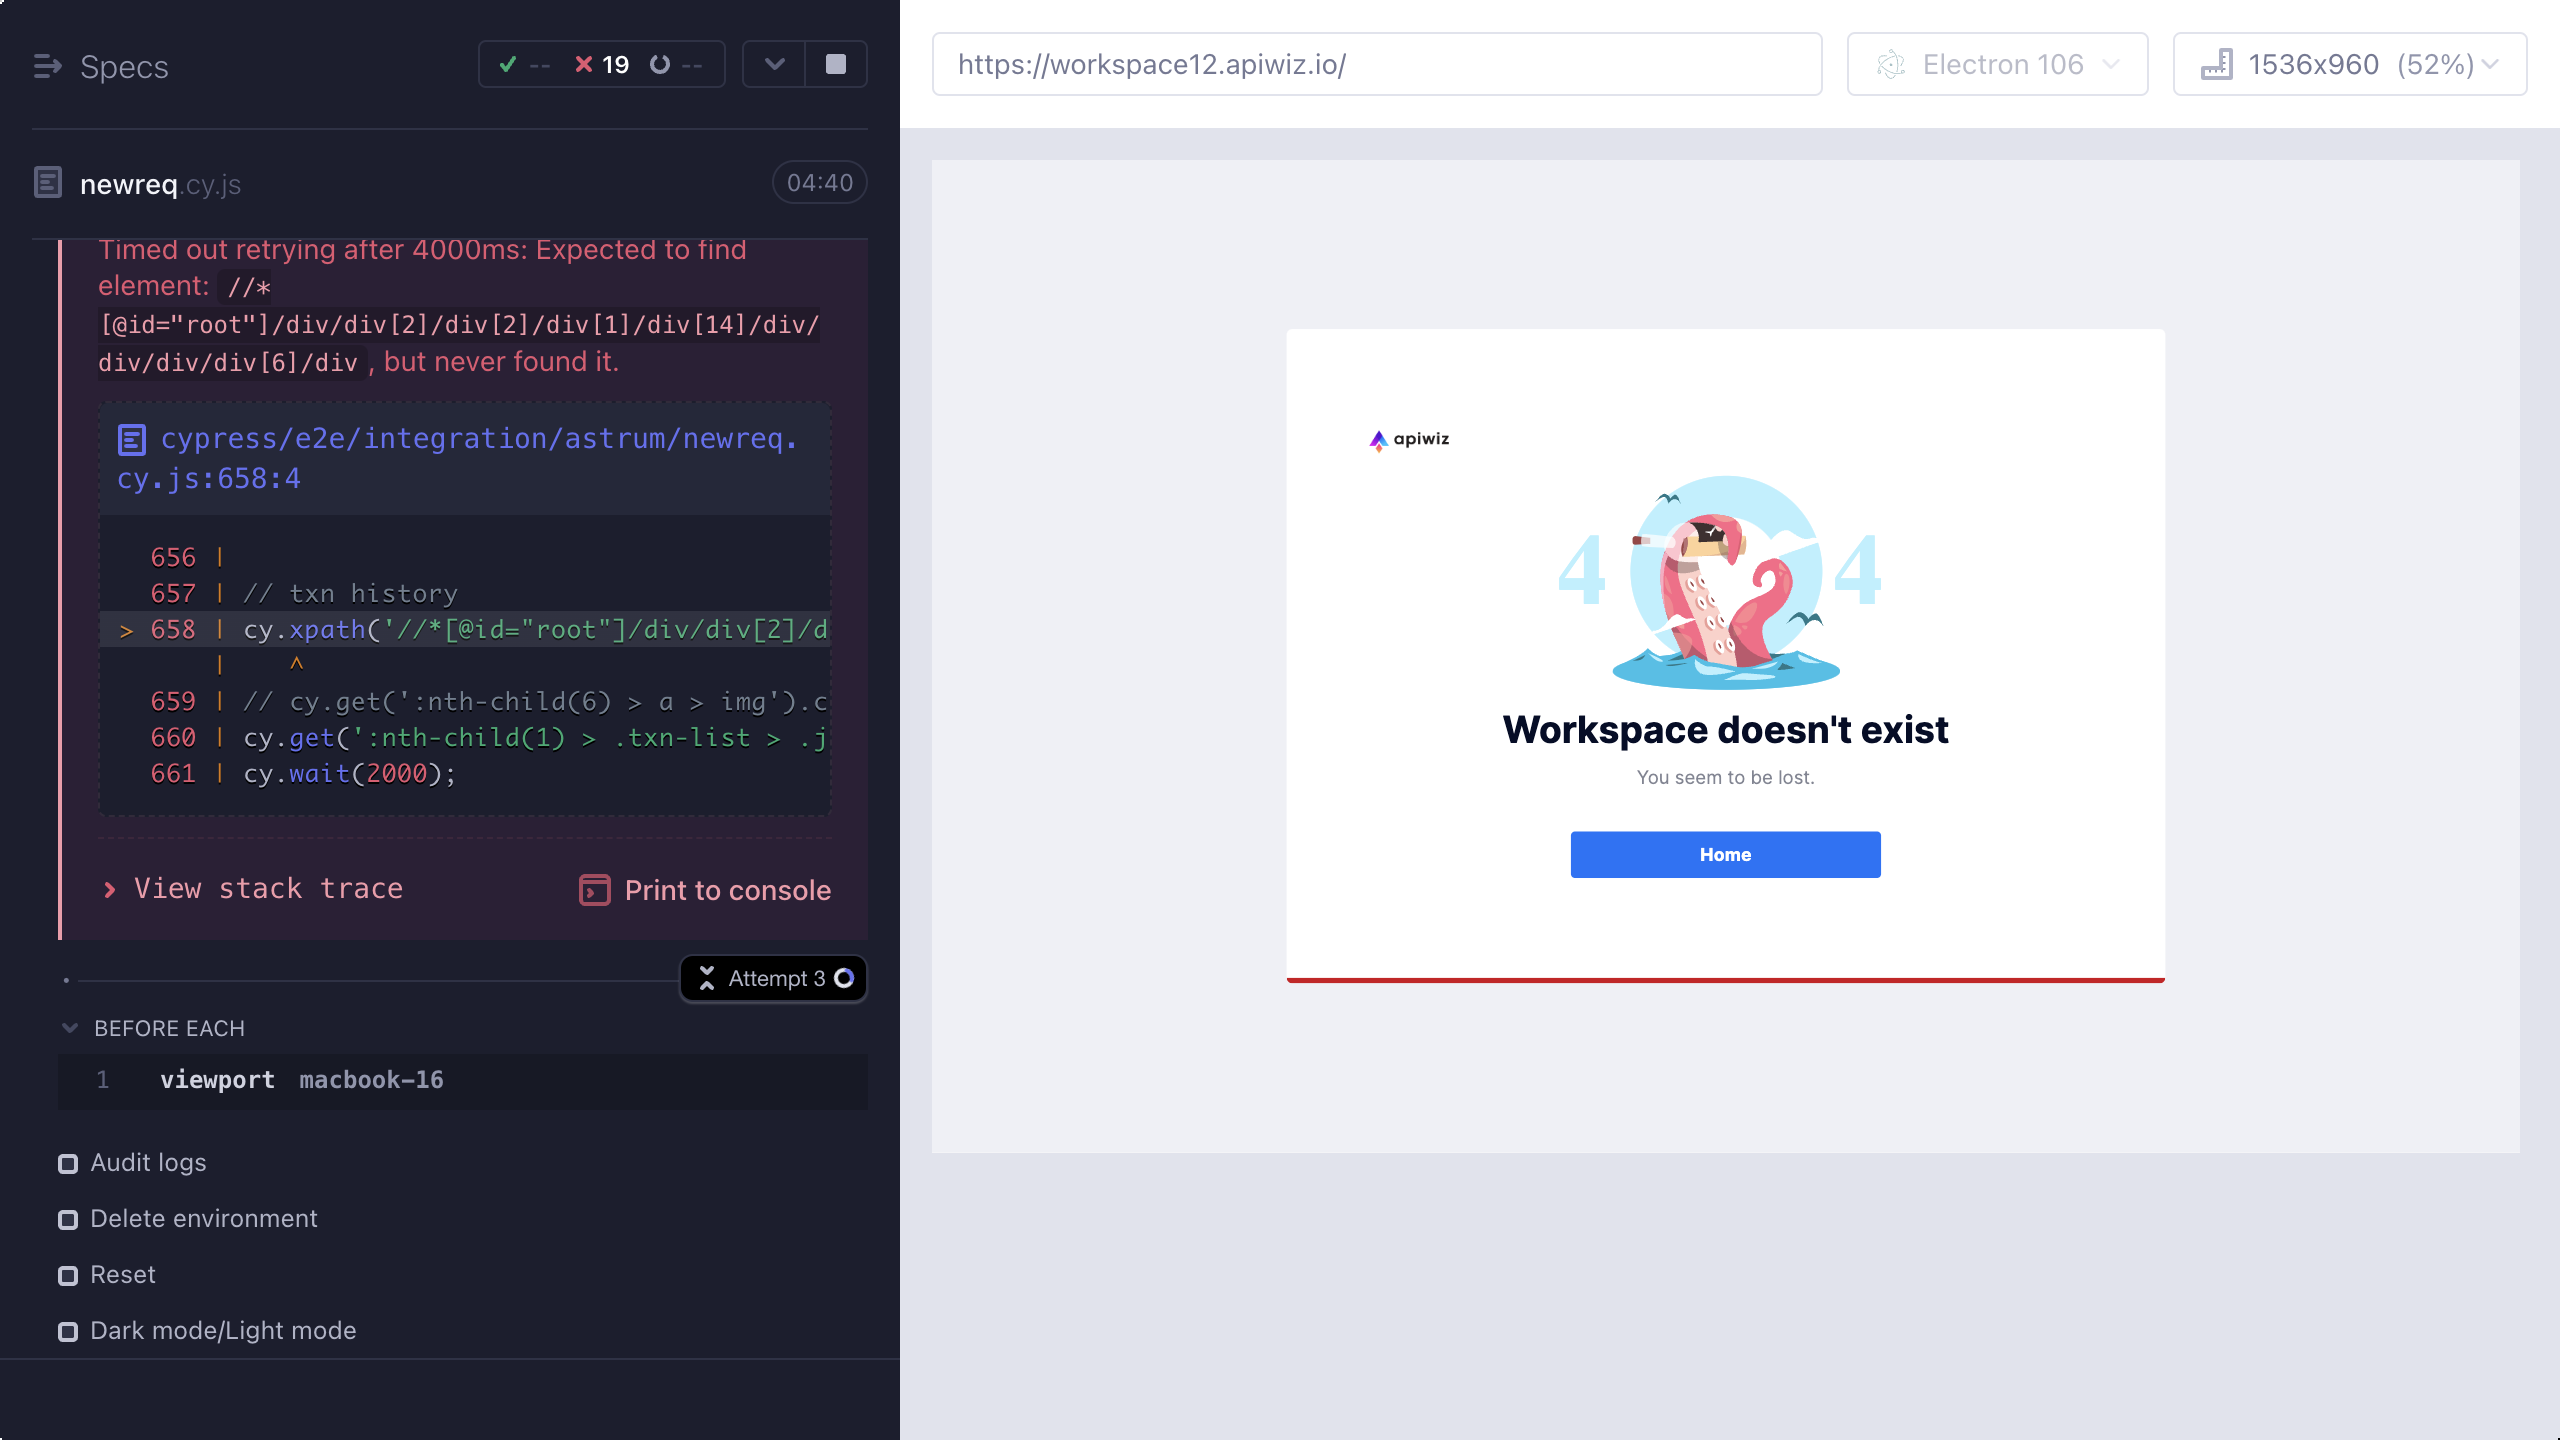 Specs
-- 19 --
newreq.cy.js
04:40
Timed out retrying after 4000ms: Expected to find
element: //*
[@id="root"]/div/div[2]/div[2]/div[1]/div[14]/div/
div/div/div[6]/div , but never found it.
cypress/e2e/integration/astrum/newreq.
cy.js:658:4
656 |
657 | // txn history
> 658 | cy.xpath('//*[@id="root"]/div/div[2]/d
| ^
659 | // cy.get(':nth-child(6) > a > img').c
660 | cy.get(':nth-child(1) > .txn-list > .j
661 | cy.wait(2000);
View stack trace
Print to console
Attempt 3
BEFORE EACH
1 viewport macbook-16
Audit logs
Delete environment
Reset
Dark mode/Light mode
https://workspace12.apiwiz.io/
Electron 106
1536x960 (52%)
apiwiz
4 4
Workspace doesn't exist
You seem to be lost.
Home